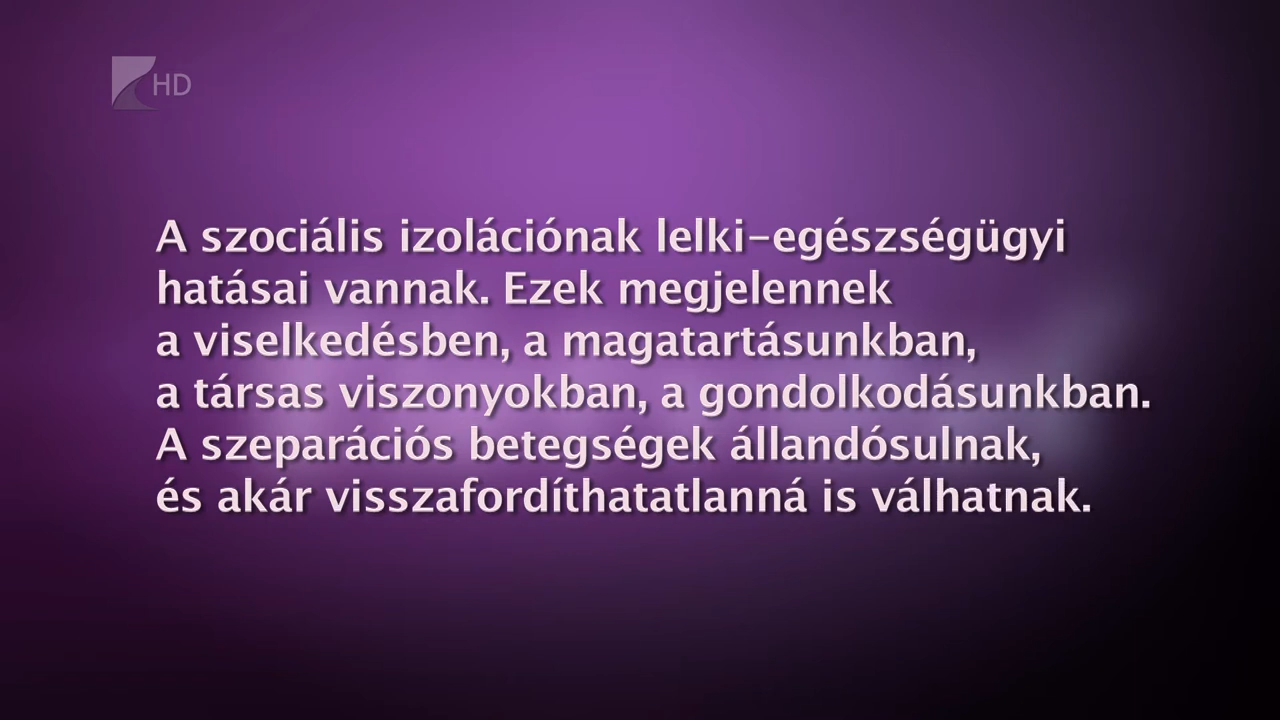 HD
A szociális izolációnak lelki-egészségügyi
hatásai vannak. Ezek megjelennek
a viselkedésben, a magatartásunkban,
a társas viszonyokban, a gondolkodásunkban.
A szeparációs betegségek állandósulnak,
és akár visszafordíthatatlanná is válhatnak.